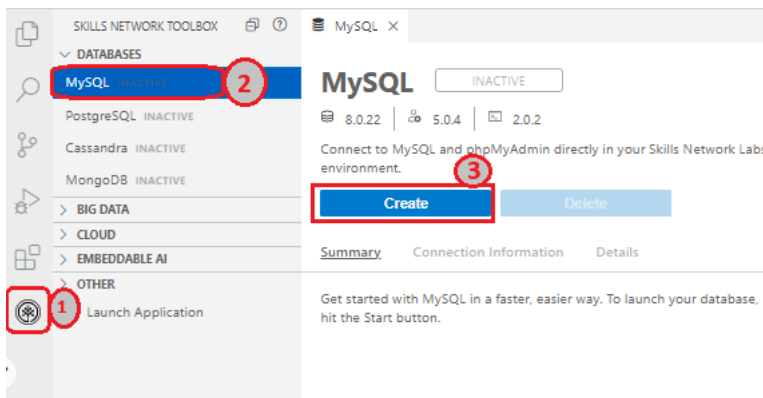 SKILLS NETWORK TOOLBOX
DATABASES
MySQL INACTIVE
2
PostgreSQL INACTIVE
Cassandra INACTIVE
MongoDB INACTIVE
BIG DATA
CLOUD
EMBEDDABLE AI
OTHER
1
Launch Application
MySQL
MySQL INACTIVE
8.0.22 5.0.4 2.0.2
Connect to MySQL and phpMyAdmin directly in your Skills Network Labs
environment.
3
Create Delete
Summary Connection Information Details
Get started with MySQL in a faster, easier way. To launch your database,
hit the Start button.